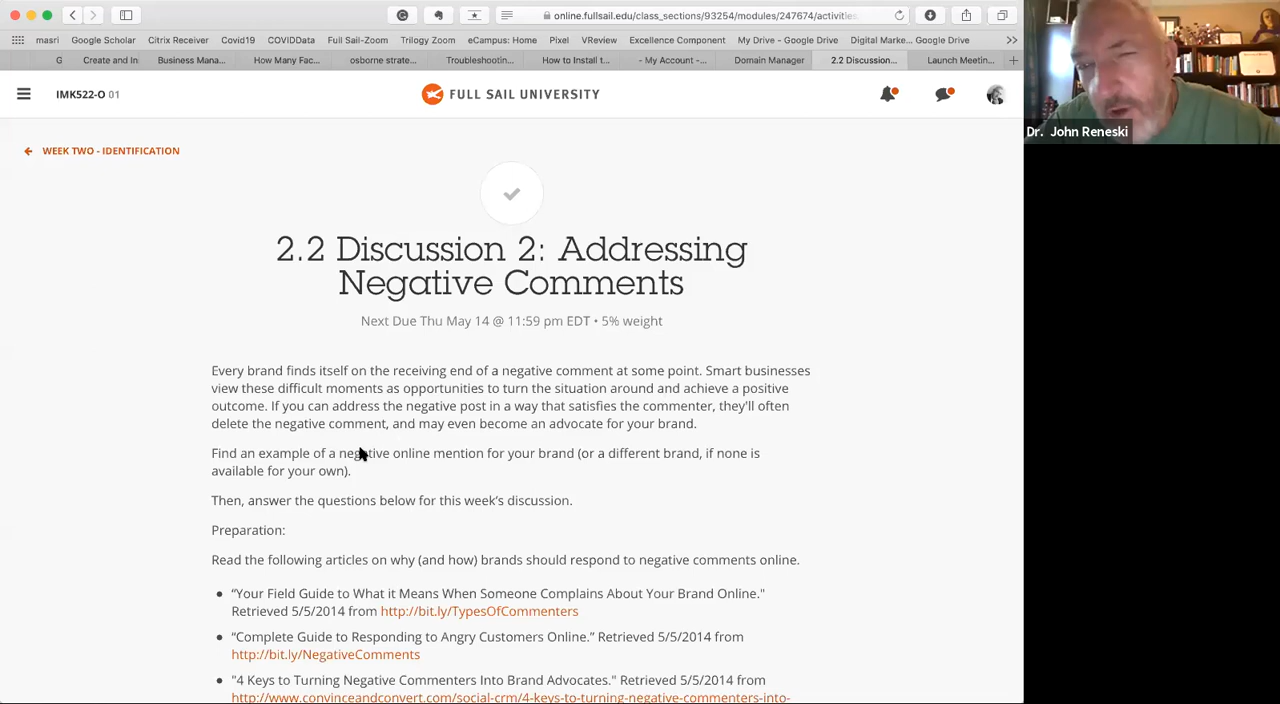 online.fullsail.edu/class_sections/93254/modules/247674/activities
masri Google Scholar Citrix Receiver Covid19 COVIDData Full Sail-Zoom Trilogy Zoom eCampus: Home Pixel VReview Excellence Component My Drive - Google Drive Digital Marke... Google Drive
G Create and In Business Mana... How Many Fac... osborne strate... Troubleshootin... How to Install t... - My Account -... Domain Manager 2.2 Discussion... Launch Meetin...
IMK522-O 01
FULL SAIL UNIVERSITY
Dr. John Reneski
WEEK TWO - IDENTIFICATION
2.2 Discussion 2: Addressing
Negative Comments
Next Due Thu May 14 @ 11:59 pm EDT • 5% weight
Every brand finds itself on the receiving end of a negative comment at some point. Smart businesses
view these difficult moments as opportunities to turn the situation around and achieve a positive
outcome. If you can address the negative post in a way that satisfies the commenter, they'll often
delete the negative comment, and may even become an advocate for your brand.
Find an example of a negative online mention for your brand (or a different brand, if none is
available for your own).
Then, answer the questions below for this week's discussion.
Preparation:
Read the following articles on why (and how) brands should respond to negative comments online.
• “Your Field Guide to What it Means When Someone Complains About Your Brand Online."
Retrieved 5/5/2014 from http://bit.ly/TypesOfCommenters
• “Complete Guide to Responding to Angry Customers Online.” Retrieved 5/5/2014 from
http://bit.ly/NegativeComments
• "4 Keys to Turning Negative Commenters Into Brand Advocates." Retrieved 5/5/2014 from
http://www.convinceandconvert.com/social-crm/4-keys-to-turning-negative-commenters-into-